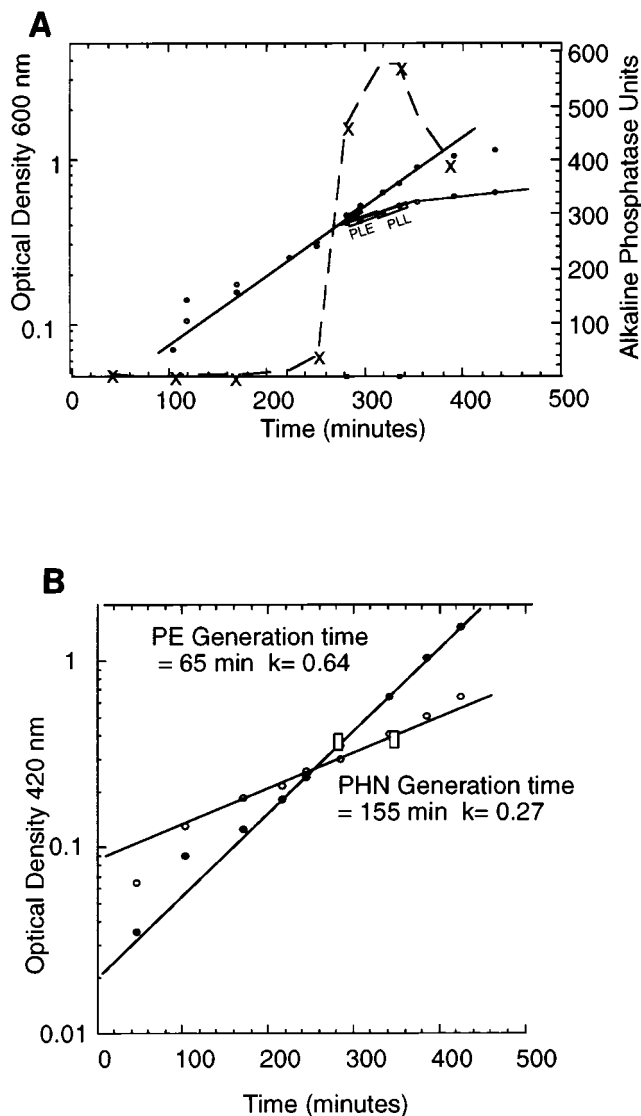 A
Optical Density 600 nm
1
0.1
600
500
400
300
200
100
Alkaline Phosphatase Units
PLE
PLL
0 100 200 300 400 500
Time (minutes)
B
PE Generation time
= 65 min k= 0.64
PHN Generation time
= 155 min k= 0.27
Optical Density 420 nm
1
0.1
0.01
0 100 200 300 400 500
Time (minutes)